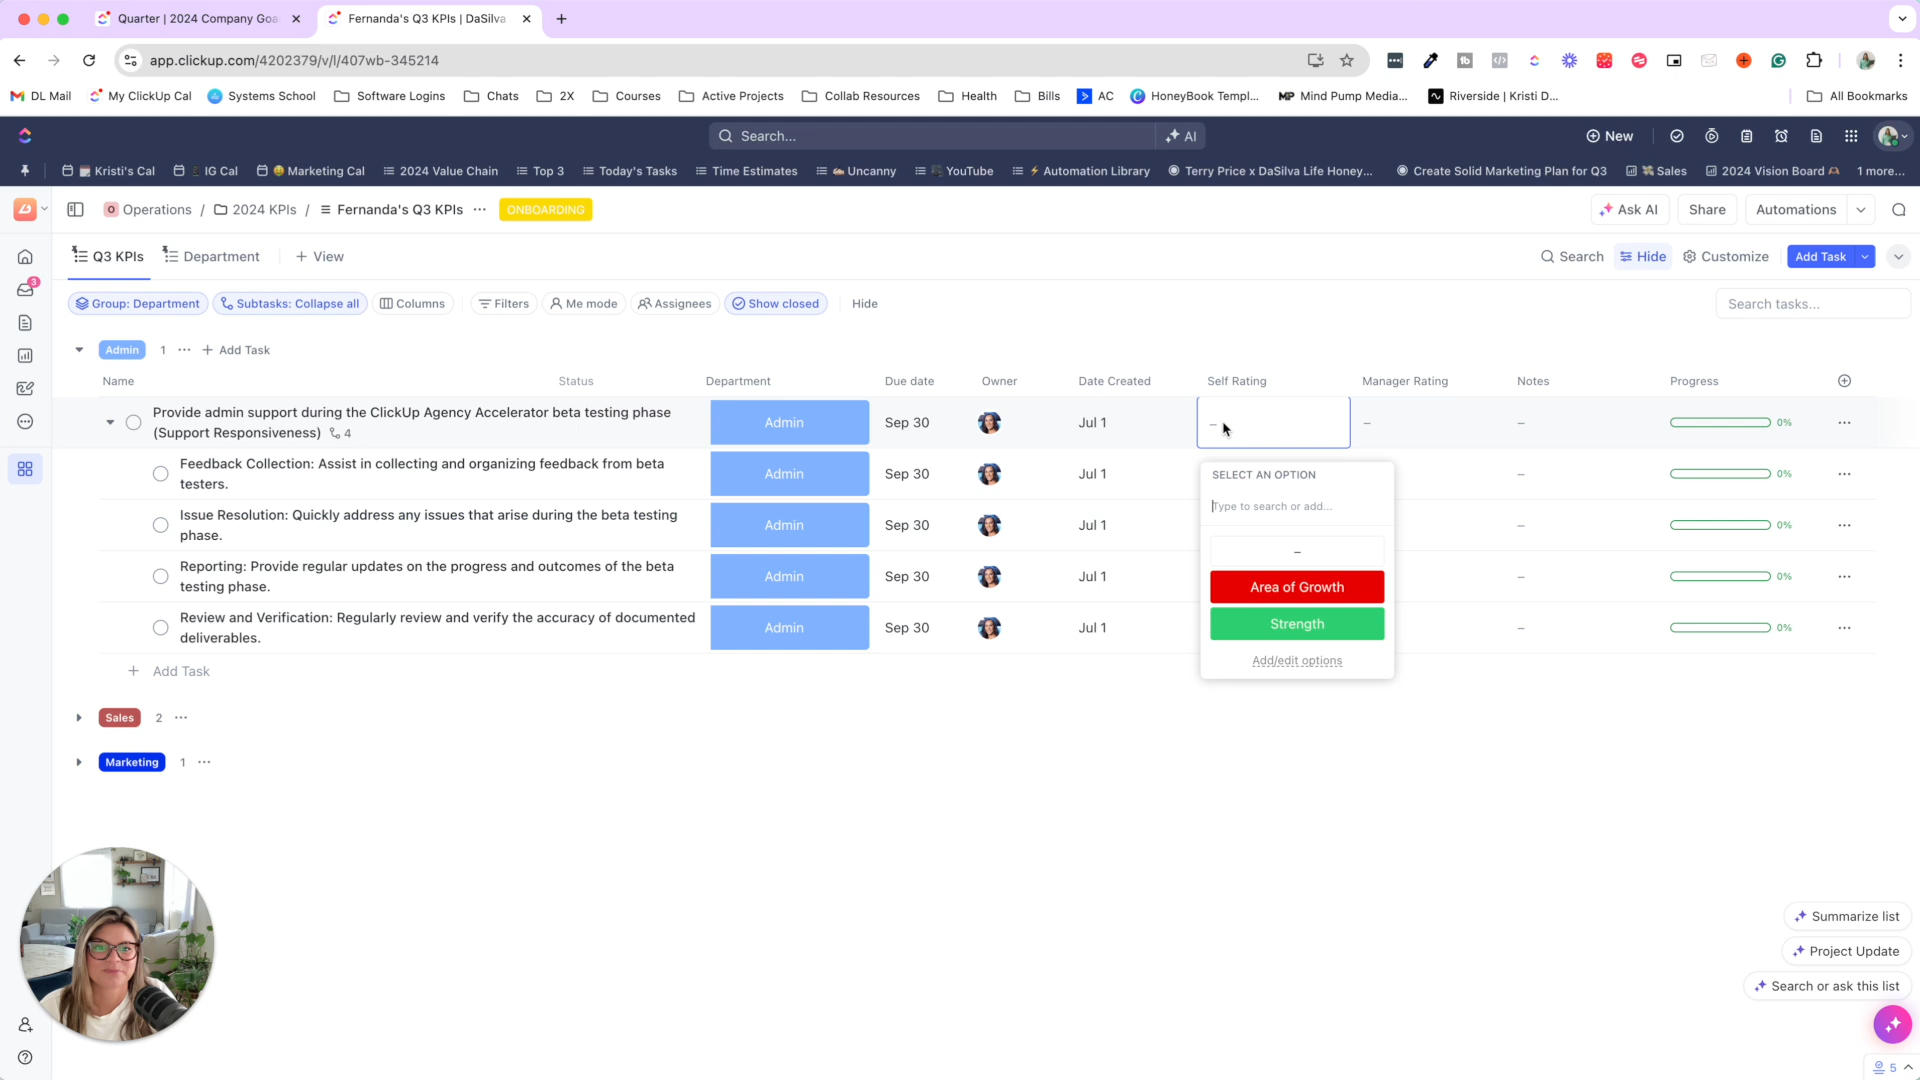 Quarter | 2024 Company Goa
Fernanda's Q3 KPIs | DaSilva
app.clickup.com/4202379/v/l/407wb-345214
DL Mail
My ClickUp Cal
Systems School
Software Logins
Chats
2X
Courses
Active Projects
Collab Resources
Health
Bills
AC
HoneyBook Templ...
Mind Pump Media...
Riverside | Kristi D...
All Bookmarks
Search...
AI
New
Kristi's Cal
IG Cal
Marketing Cal
2024 Value Chain
Top 3
Today's Tasks
Time Estimates
Uncanny
YouTube
Automation Library
Terry Price x DaSilva Life Honey...
Create Solid Marketing Plan for Q3
Sales
2024 Vision Board
1 more...
O Operations / 2024 KPIs / Fernanda's Q3 KPIs ... ONBOARDING
Ask AI
Share
Automations
Q3 KPIs
Department
+ View
Search
Hide
Customize
Add Task
Group: Department
Subtasks: Collapse all
Columns
Filters
Me mode
Assignees
Show closed
Hide
Search tasks...
3
Admin 1 ... + Add Task
Name Status Department Due date Owner Date Created Self Rating Manager Rating Notes Progress
Provide admin support during the ClickUp Agency Accelerator beta testing phase
(Support Responsiveness) 4
Admin Sep 30 Jul 1 – – – 0%
Feedback Collection: Assist in collecting and organizing feedback from beta
testers.
Admin Sep 30 Jul 1 – 0%
Issue Resolution: Quickly address any issues that arise during the beta testing
phase.
Admin Sep 30 Jul 1 – 0%
Reporting: Provide regular updates on the progress and outcomes of the beta
testing phase.
Admin Sep 30 Jul 1 – 0%
Review and Verification: Regularly review and verify the accuracy of documented
deliverables.
Admin Sep 30 Jul 1 – 0%
SELECT AN OPTION
Type to search or add...
–
Area of Growth
Strength
Add/edit options
+ Add Task
Sales 2 ...
Marketing 1 ...
Summarize list
Project Update
Search or ask this list
5